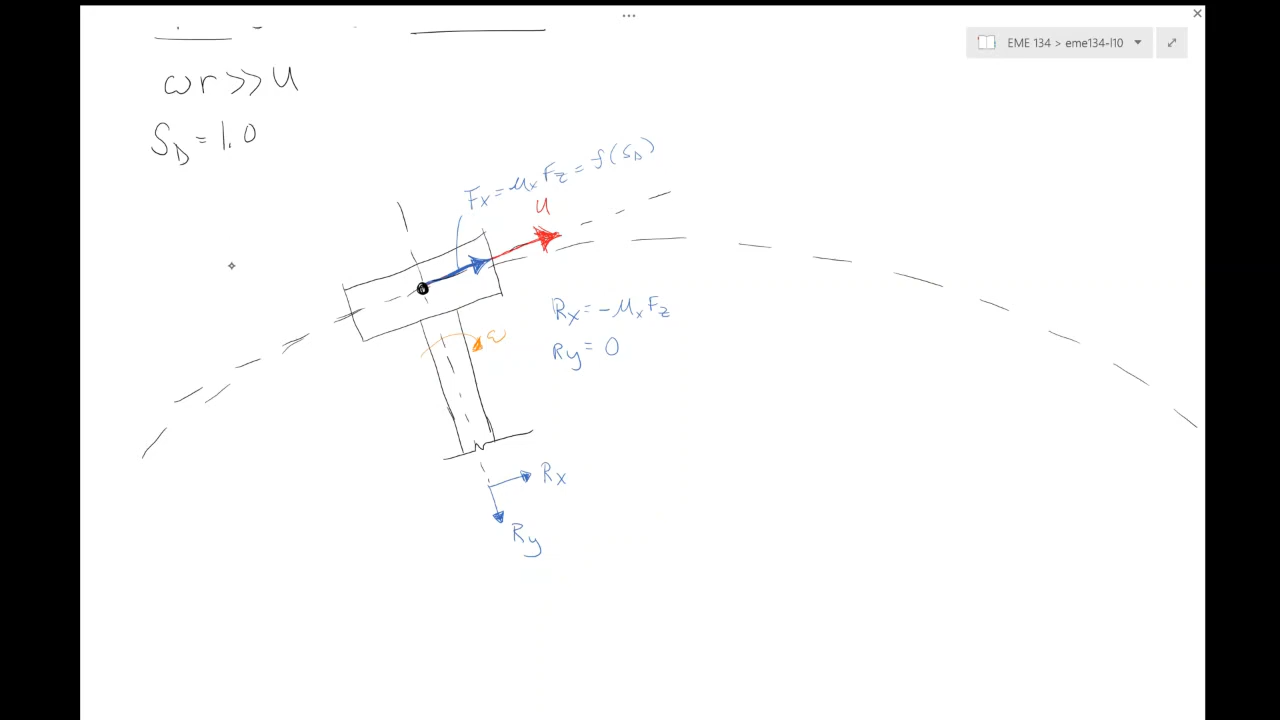 EME 134 > eme134-l10
ωr >> U
S_D = 1.0
F_x = μ_x F_z = f(S_D)
U
R_x = -μ_x F_z
ω
R_y = 0
R_x
R_y